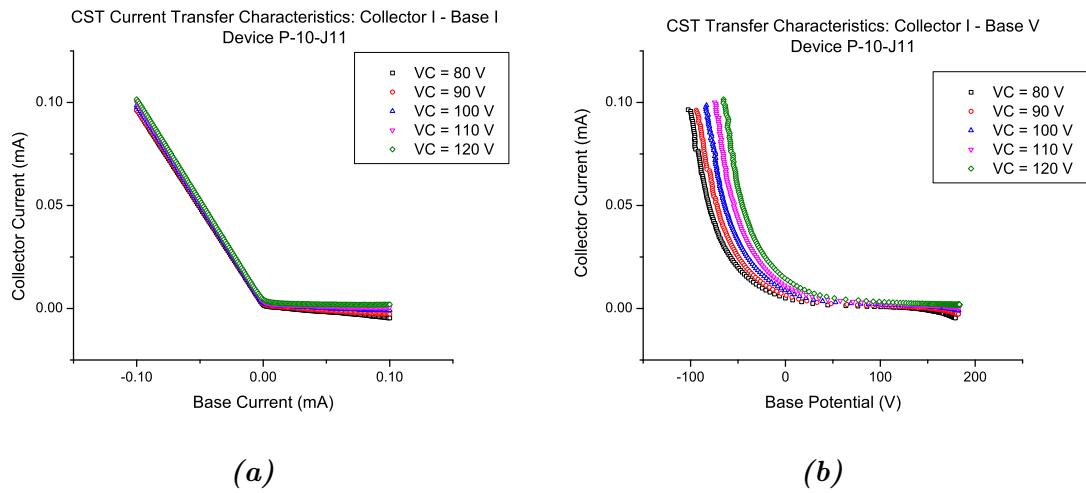 CST Current Transfer Characteristics: Collector I - Base I
Device P-10-J11
VC = 80 V
VC = 90 V
VC = 100 V
VC = 110 V
VC = 120 V
0.10
0.05
0.00
Collector Current (mA)
-0.10
0.00
0.10
Base Current (mA)
(a)
CST Transfer Characteristics: Collector I - Base V
Device P-10-J11
VC = 80 V
VC = 90 V
VC = 100 V
VC = 110 V
VC = 120 V
0.10
0.05
0.00
Collector Current (mA)
-100
0
100
200
Base Potential (V)
(b)